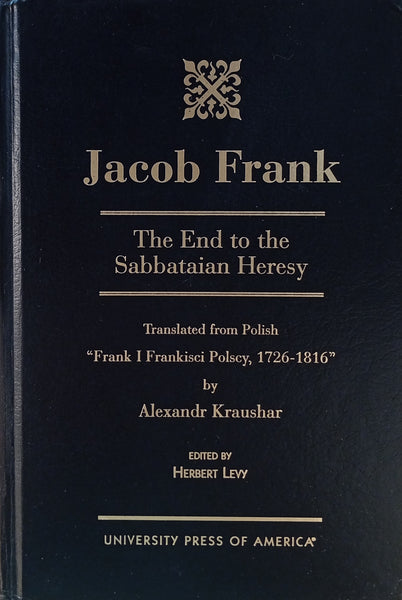 Jacob Frank
The End to the
Sabbataian Heresy
Translated from Polish
“Frank I Frankisci Polscy, 1726-1816”
by
Alexandr Kraushar
EDITED BY
HERBERT LEVY
UNIVERSITY PRESS OF AMERICA®